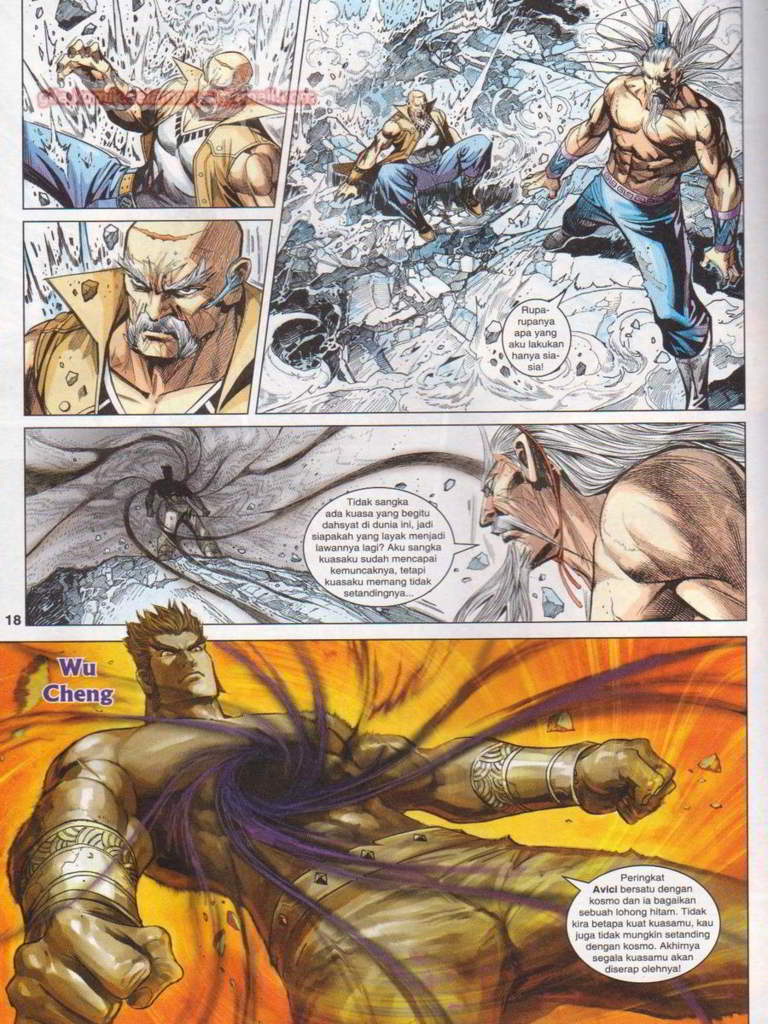 Rupa-
rupanya
apa yang
aku lakukan
hanya sia-
sia!
Tidak sangka
ada kuasa yang begitu
dahsyat di dunia ini, jadi
siapakah yang layak menjadi
lawannya lagi? Aku sangka
kuasaku sudah mencapai
kemuncaknya, tetapi
kuasaku memang tidak
setandingnya...
18
Wu
Cheng
Peringkat
Avici bersatu dengan
kosmo dan ia bagaikan
sebuah lohong hitam. Tidak
kira betapa kuat kuasamu, kau
juga tidak mungkin setanding
dengan kosmo. Akhirnya
segala kuasamu akan
diserap olehnya!